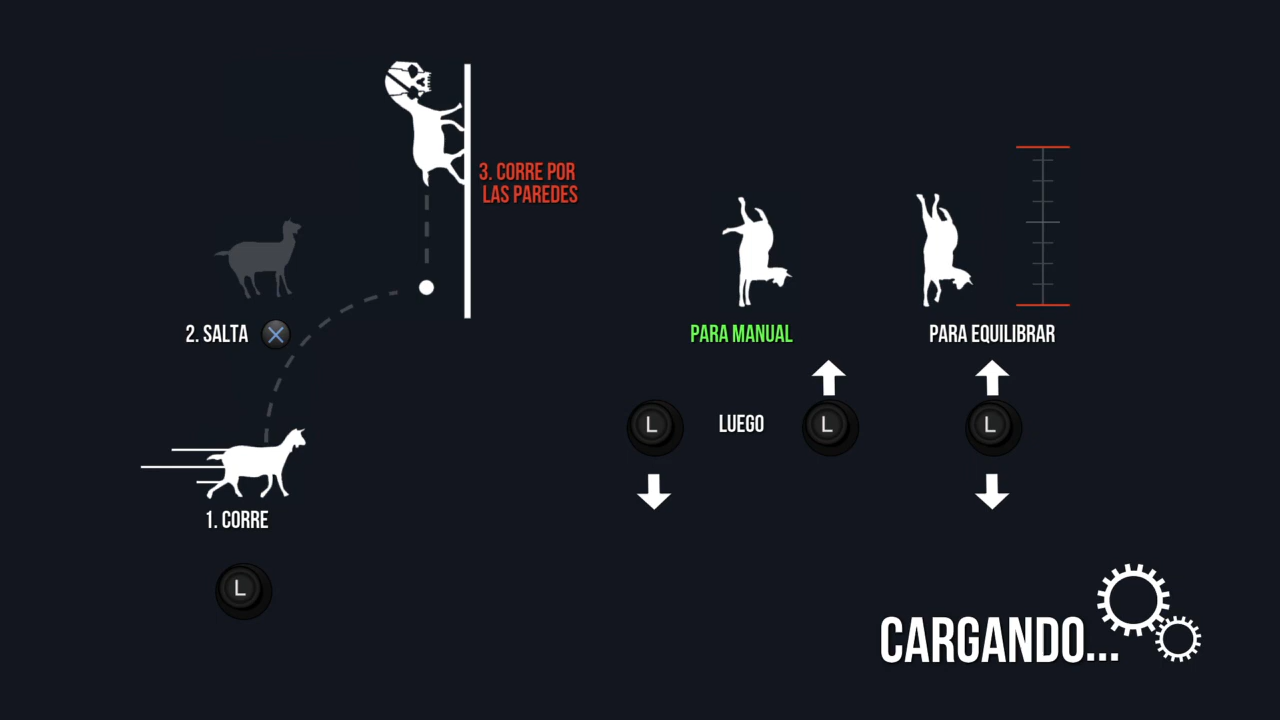 3. CORRE POR
LAS PAREDES
2. SALTA
1. CORRE
L
PARA MANUAL
L LUEGO L
PARA EQUILIBRAR
L
CARGANDO...